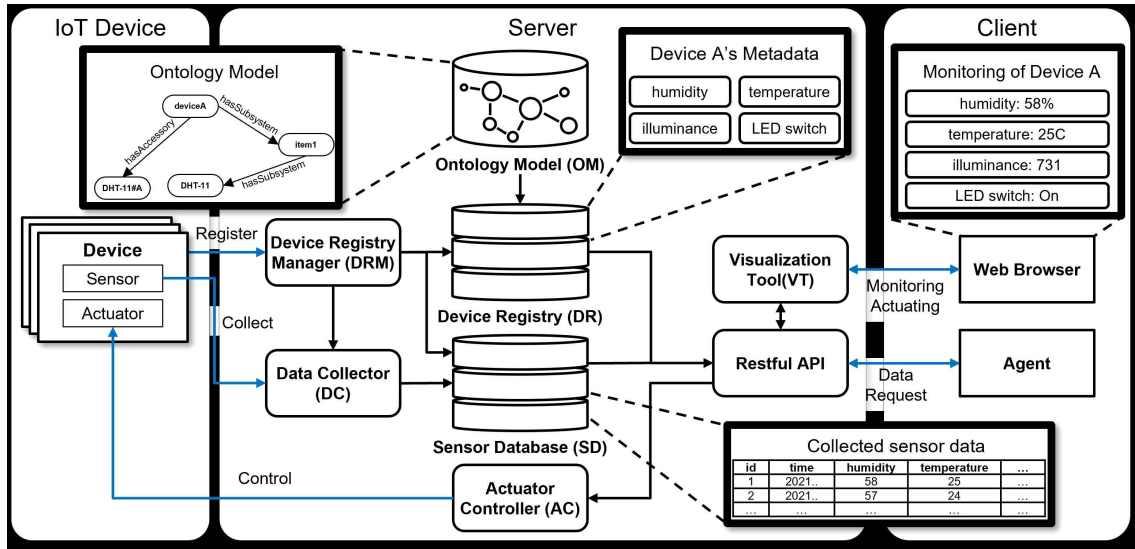 IoT Device
Server
Client
Ontology Model
deviceA
hasSubsystem
hasAccessory
item1
DHT-11
hasSubsystem
DHT-11#A
Ontology Model (OM)
Device A's Metadata
humidity
temperature
illuminance
LED switch
Monitoring of Device A
humidity: 58%
temperature: 25C
illuminance: 731
LED switch: On
Device
Sensor
Actuator
Register
Collect
Control
Device Registry
Manager (DRM)
Data Collector
(DC)
Device Registry (DR)
Sensor Database (SD)
Actuator
Controller (AC)
Visualization
Tool(VT)
Restful API
Monitoring
Actuating
Data
Request
Web Browser
Agent
Collected sensor data
id time humidity temperature ...
1 2021.. 58 25 ...
2 2021.. 57 24 ...
... ... ... ... ...